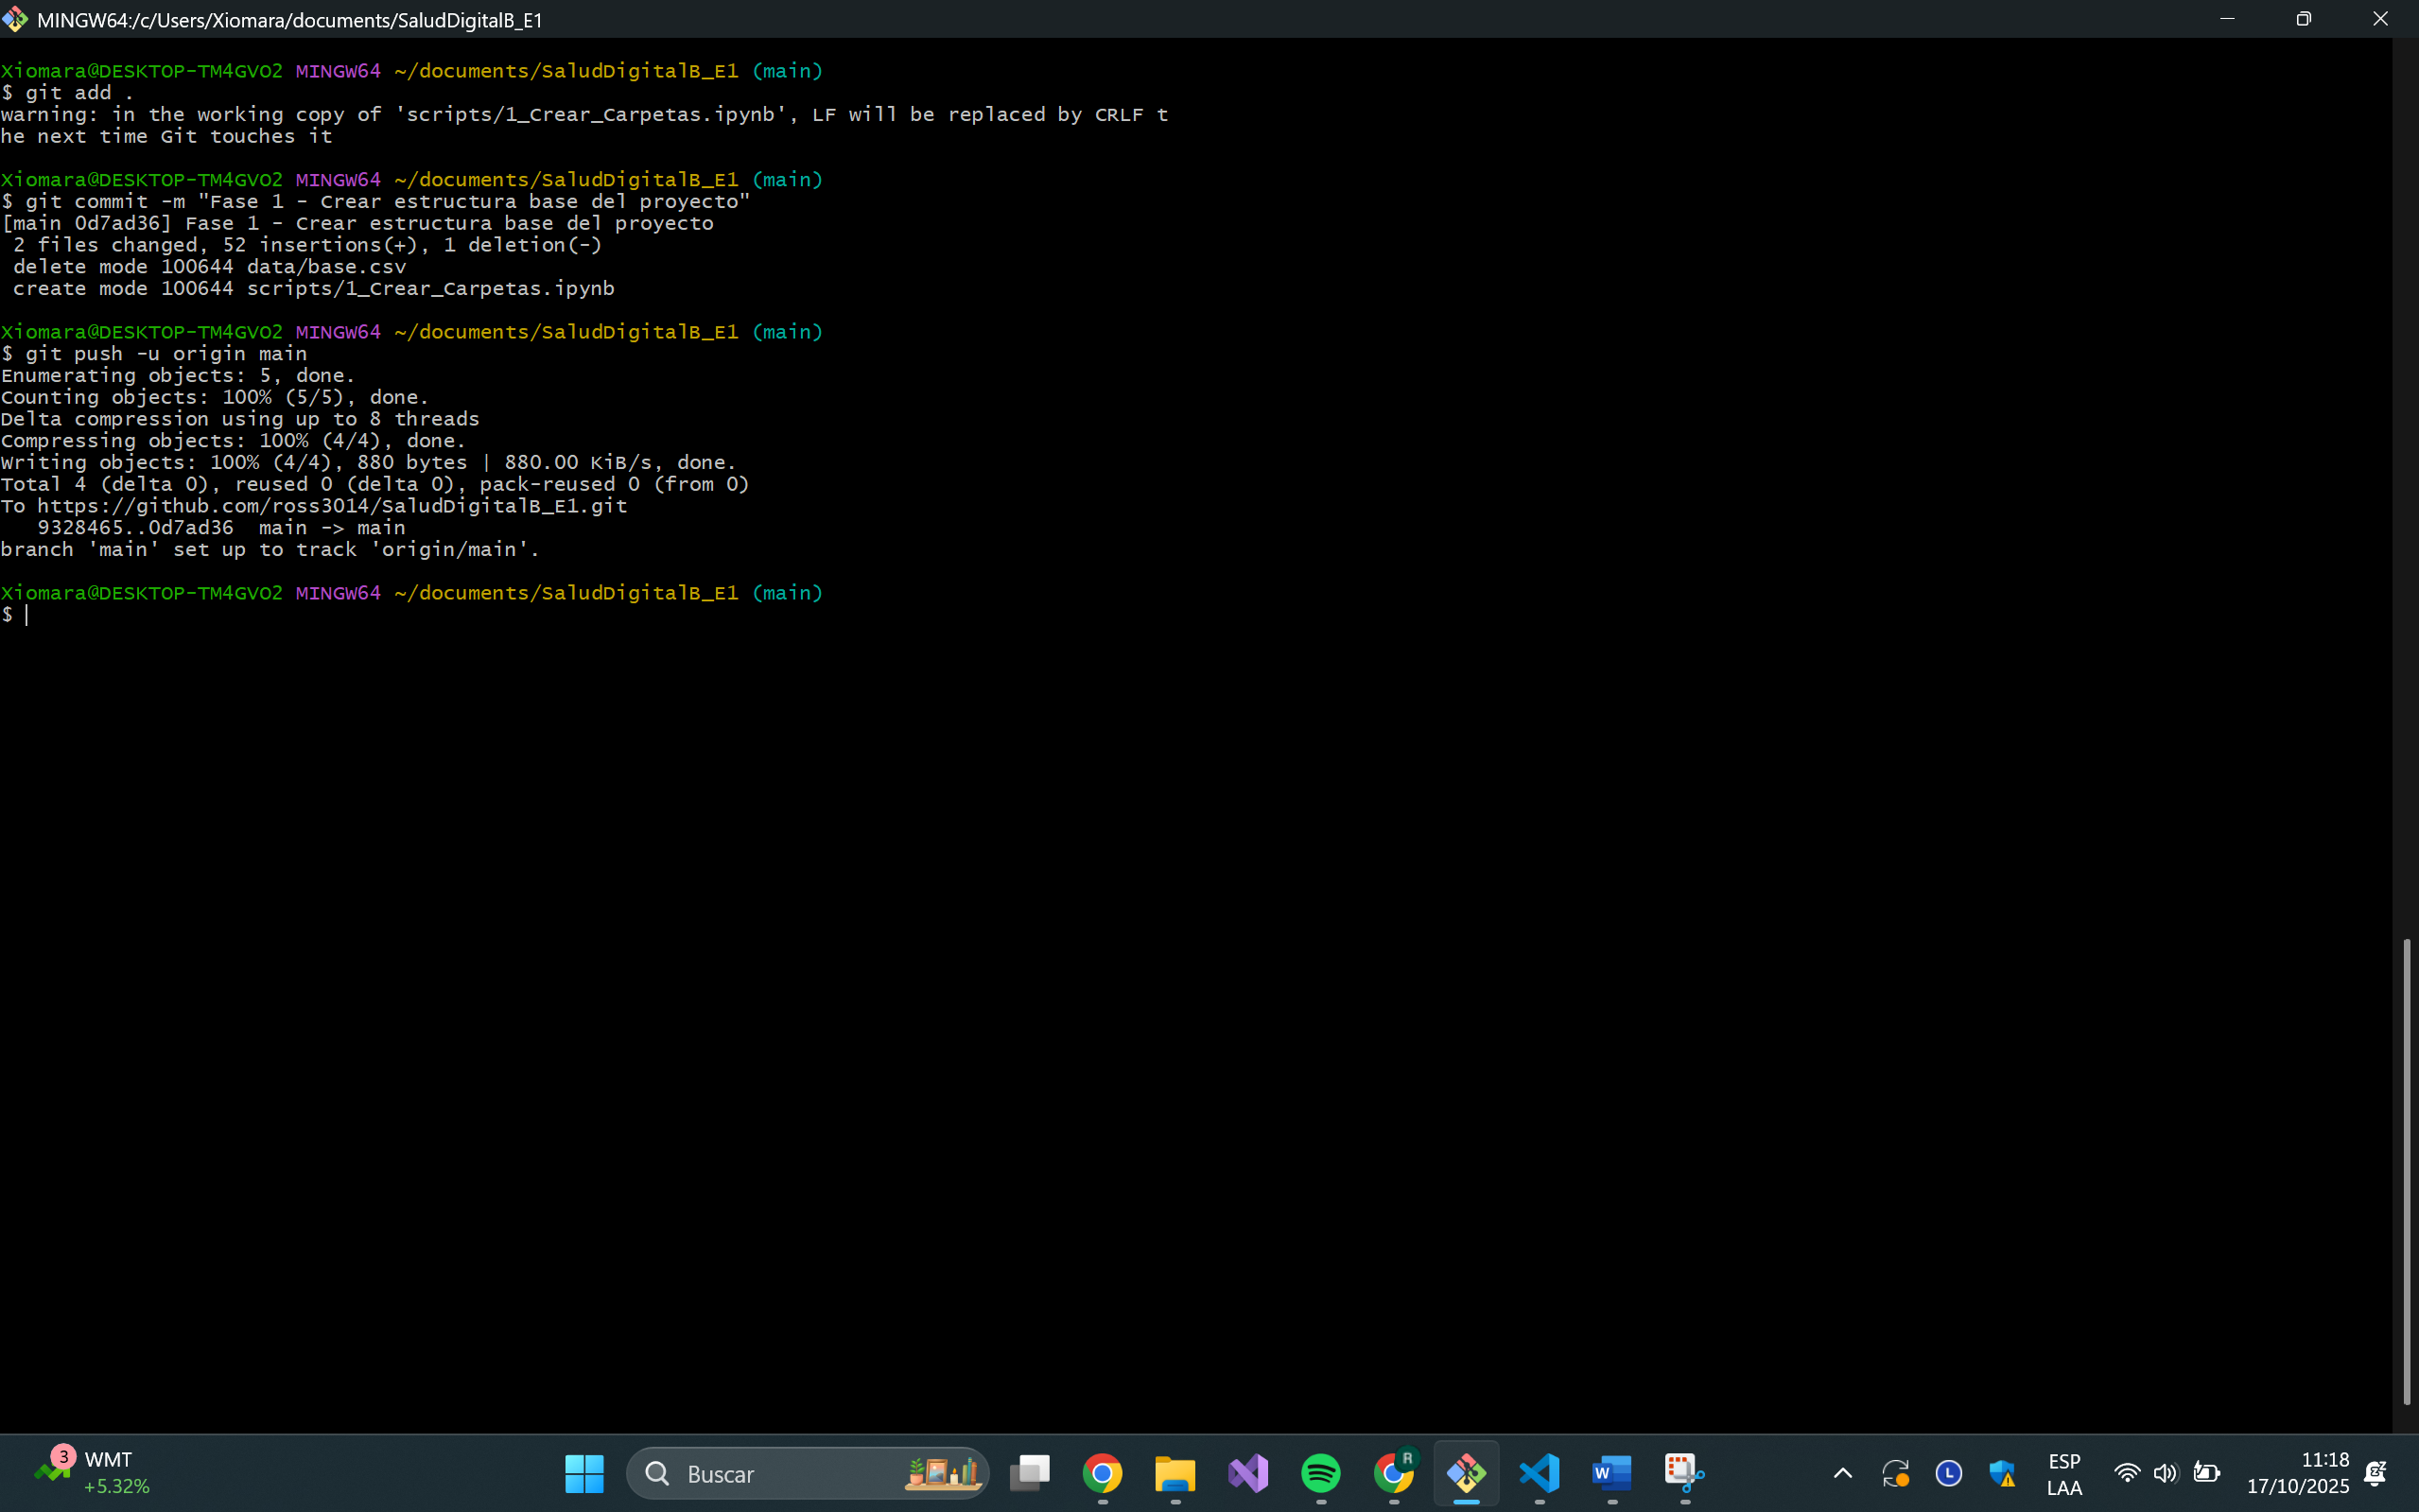 MINGW64:/c/Users/Xiomara/documents/SaludDigitalB_E1
Xiomara@DESKTOP-TM4GVO2 MINGW64 ~/documents/SaludDigitalB_E1 (main)
$ git add .
warning: in the working copy of 'scripts/1_Crear_Carpetas.ipynb', LF will be replaced by CRLF t
he next time Git touches it
Xiomara@DESKTOP-TM4GVO2 MINGW64 ~/documents/SaludDigitalB_E1 (main)
$ git commit -m "Fase 1 - Crear estructura base del proyecto"
[main 0d7ad36] Fase 1 - Crear estructura base del proyecto
 2 files changed, 52 insertions(+), 1 deletion(-)
 delete mode 100644 data/base.csv
 create mode 100644 scripts/1_Crear_Carpetas.ipynb
Xiomara@DESKTOP-TM4GVO2 MINGW64 ~/documents/SaludDigitalB_E1 (main)
$ git push -u origin main
Enumerating objects: 5, done.
Counting objects: 100% (5/5), done.
Delta compression using up to 8 threads
Compressing objects: 100% (4/4), done.
Writing objects: 100% (4/4), 880 bytes | 880.00 KiB/s, done.
Total 4 (delta 0), reused 0 (delta 0), pack-reused 0 (from 0)
To https://github.com/ross3014/SaludDigitalB_E1.git
   9328465..0d7ad36  main -> main
branch 'main' set up to track 'origin/main'.
Xiomara@DESKTOP-TM4GVO2 MINGW64 ~/documents/SaludDigitalB_E1 (main)
$
3
WMT
+5.32%
Buscar
R
W
L
ESP
LAA
11:18
17/10/2025